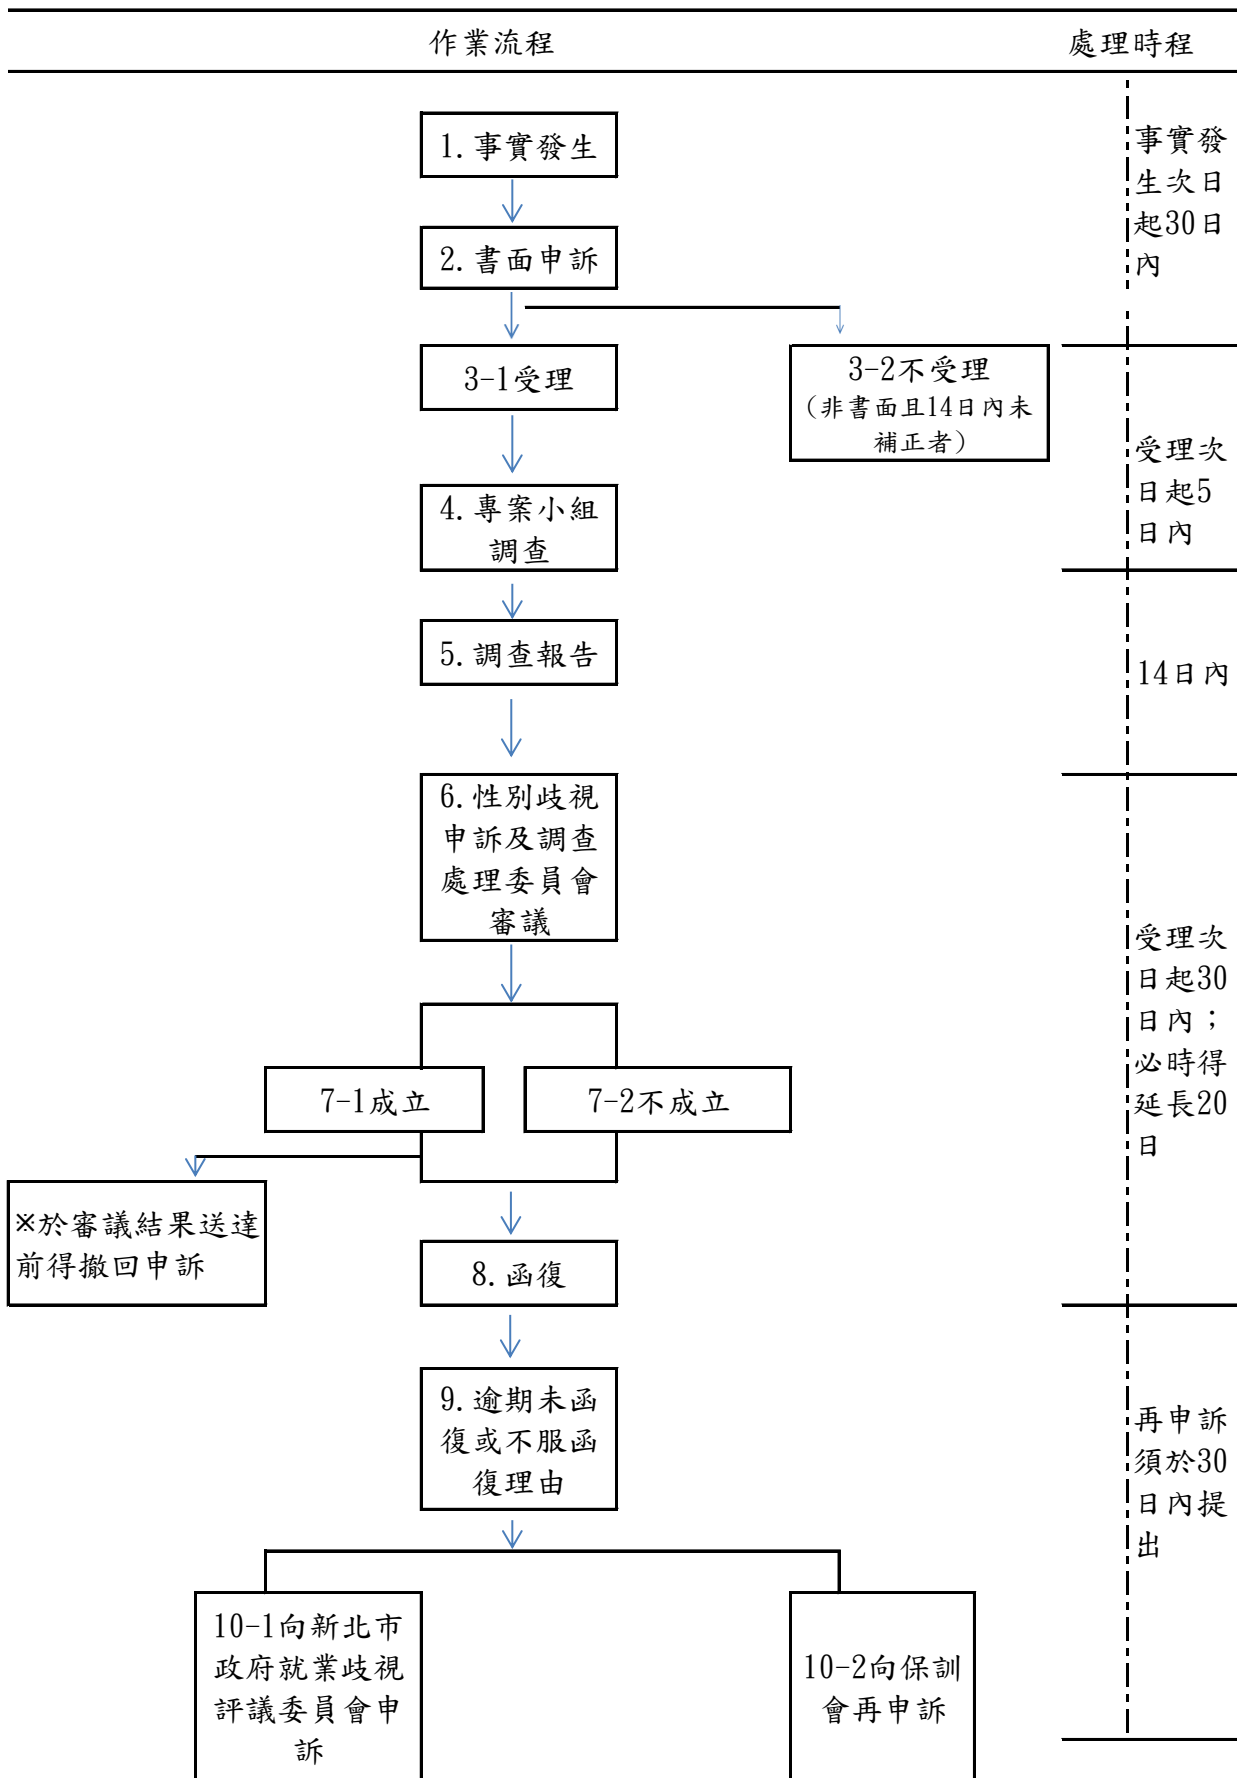 作業流程
處理時程
1.事實發生
事實發
生次日
起30日
內
2.書面申訴
3-1受理
3-2不受理
（非書面且14日內未
補正者）
受理次
日起5
日內
4.專案小組
調查
5.調查報告
14日內
6.性別歧視
申訴及調查
處理委員會
審議
受理次
日起30
日內；
必時得
延長20
日
7-1成立
7-2不成立
※於審議結果送達
前得撤回申訴
8.函復
9.逾期未函
復或不服函
復理由
再申訴
須於30
日內提
出
10-1向新北市
政府就業歧視
評議委員會申
訴
10-2向保訓
會再申訴